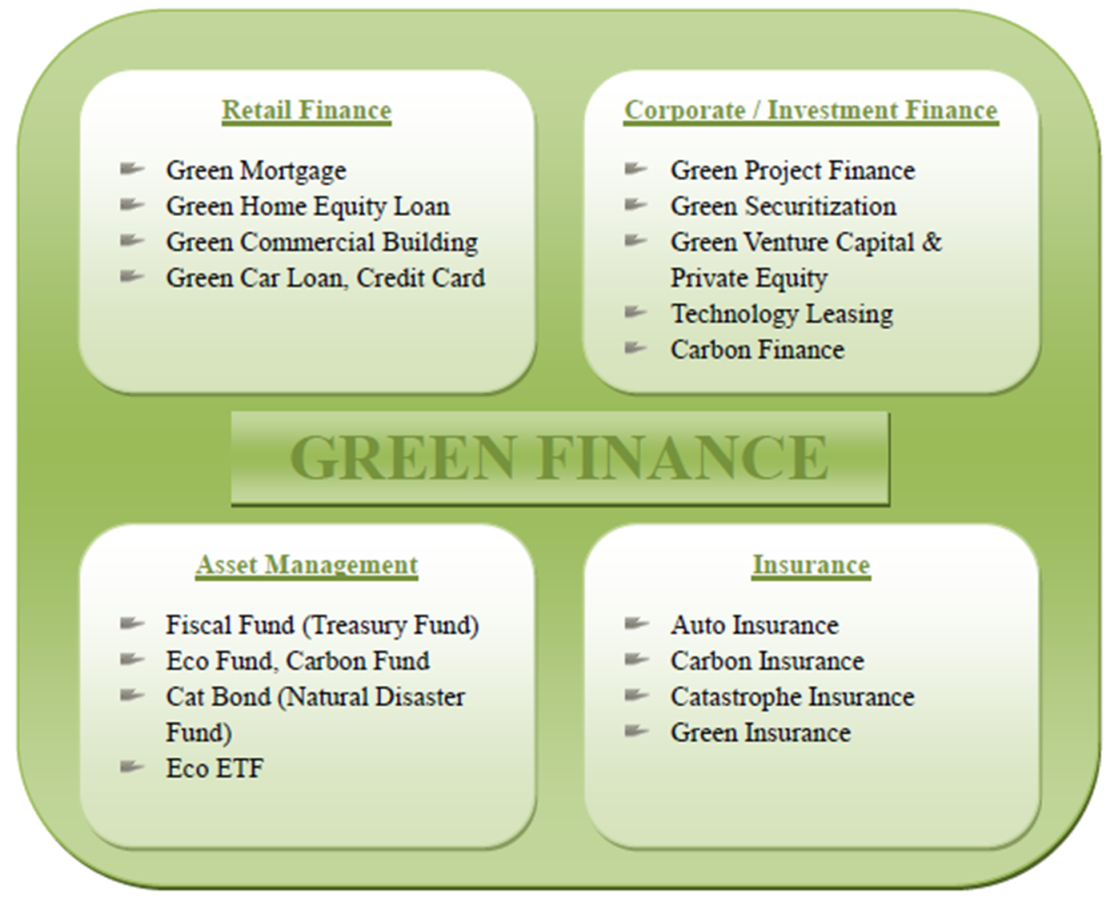 Retail Finance
Green Mortgage
Green Home Equity Loan
Green Commercial Building
Green Car Loan, Credit Card
Corporate / Investment Finance
Green Project Finance
Green Securitization
Green Venture Capital &
Private Equity
Technology Leasing
Carbon Finance
GREEN FINANCE
Asset Management
Fiscal Fund (Treasury Fund)
Eco Fund, Carbon Fund
Cat Bond (Natural Disaster
Fund)
Eco ETF
Insurance
Auto Insurance
Carbon Insurance
Catastrophe Insurance
Green Insurance